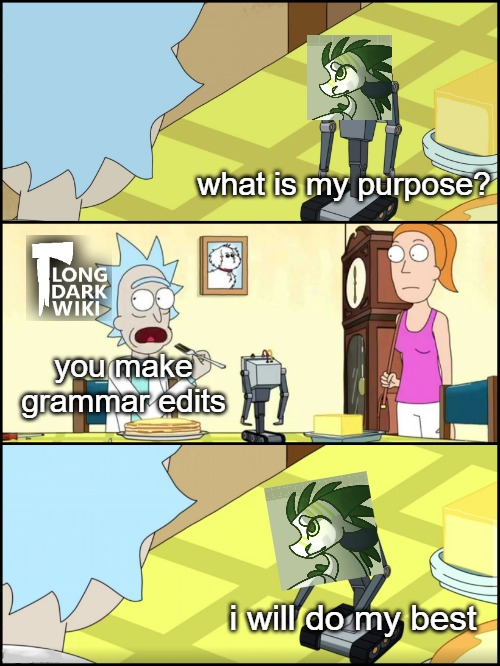 what is my purpose?
LONG
DARK
WIKI
you make
grammar edits
i will do my best